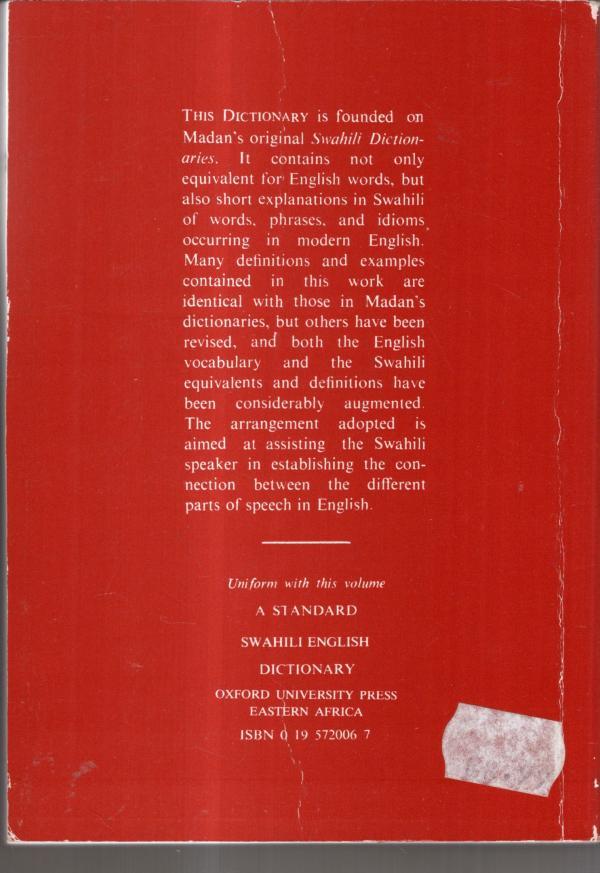 THIS DICTIONARY is founded on
Madan's original Swahili Diction-
aries. It contains not only
equivalent for English words, but
also short explanations in Swahili
of words, phrases, and idioms
occurring in modern English.
Many definitions and examples
contained in this work are
identical with those in Madan's
dictionaries, but others have been
revised, and both the English
vocabulary and the Swahili
equivalents and definitions have
been considerably augmented.
The arrangement adopted is
aimed at assisting the Swahili
speaker in establishing the con-
nection between the different
parts of speech in English.
Uniform with this volume
A STANDARD
SWAHILI ENGLISH
DICTIONARY
OXFORD UNIVERSITY PRESS
EASTERN AFRICA
ISBN 0 19 572006 7